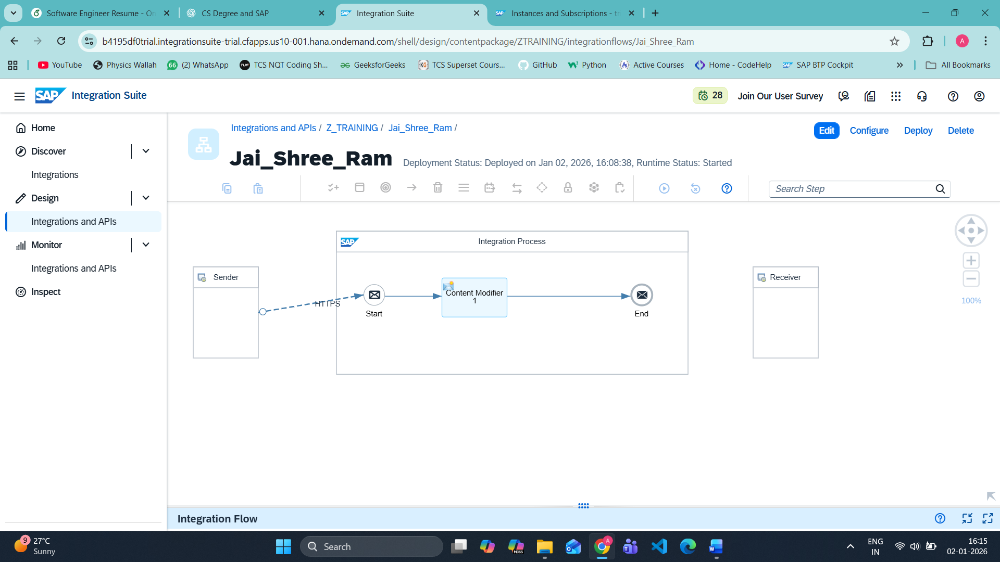 Software Engineer Resume - On
CS Degree and SAP
Integration Suite
Instances and Subscriptions - tr
b4195df0trial.integrationsuite-trial.cfapps.us10-001.hana.ondemand.com/shell/design/contentpackage/ZTRAINING/integrationflows/Jai_Shree_Ram
A
YouTube
Physics Wallah
(2) WhatsApp
TCS NQT Coding Sh...
GeeksforGeeks
TCS Superset Cours...
GitHub
Python
Active Courses
Home - CodeHelp
SAP BTP Cockpit
All Bookmarks
SAP Integration Suite
28
Join Our User Survey
Home
Discover
Integrations
Design
Integrations and APIs
Monitor
Integrations and APIs
Inspect
Integrations and APIs / Z_TRAINING / Jai_Shree_Ram /
Edit
Configure
Deploy
Delete
Jai_Shree_Ram
Deployment Status: Deployed on Jan 02, 2026, 16:08:38, Runtime Status: Started
Search Step
SAP
Integration Process
Sender
HTTPS
Start
Content Modifier
1
End
Receiver
100%
Integration Flow
9
27°C
Sunny
Search
M365
A
ENG
IN
16:15
02-01-2026